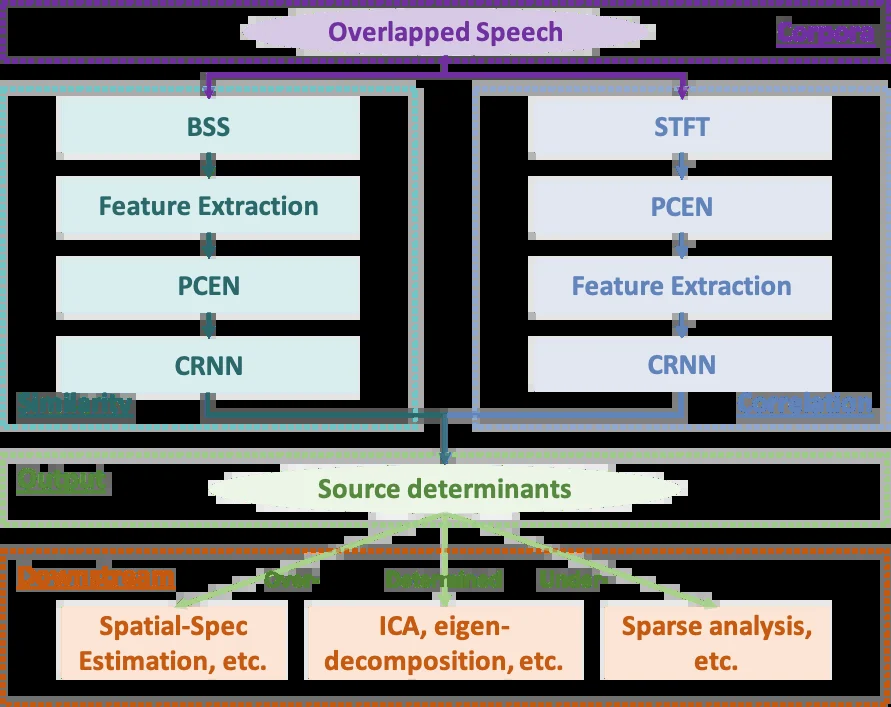 Overlapped Speech
Corpora
BSS
Feature Extraction
PCEN
CRNN
Similarity
STFT
PCEN
Feature Extraction
CRNN
Correlation
Output
Source determinants
Downstream
Over-
Determined
Under-
Spatial-Spec
Estimation, etc.
ICA, eigen-
decomposition, etc.
Sparse analysis,
etc.